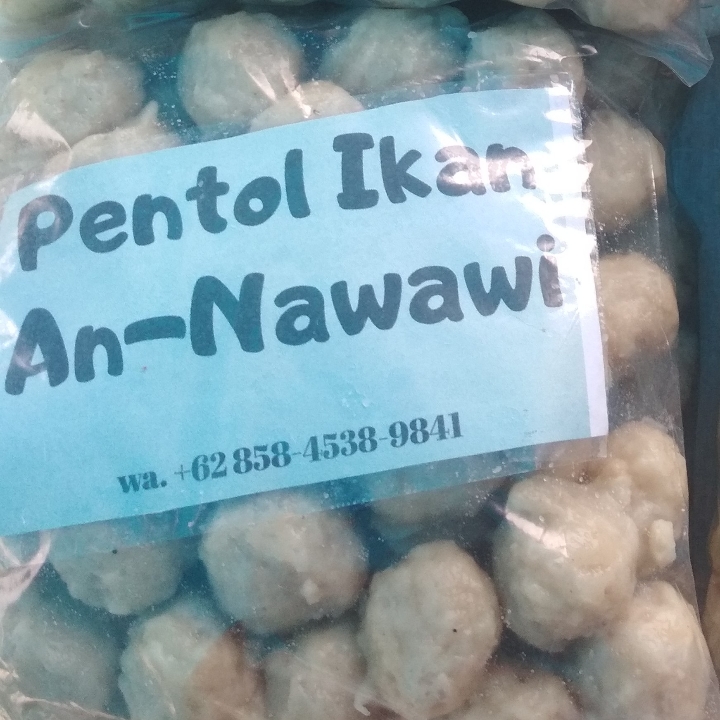 Pentol Ikan
An-Nawawi
wa. +62 858-4538-9841